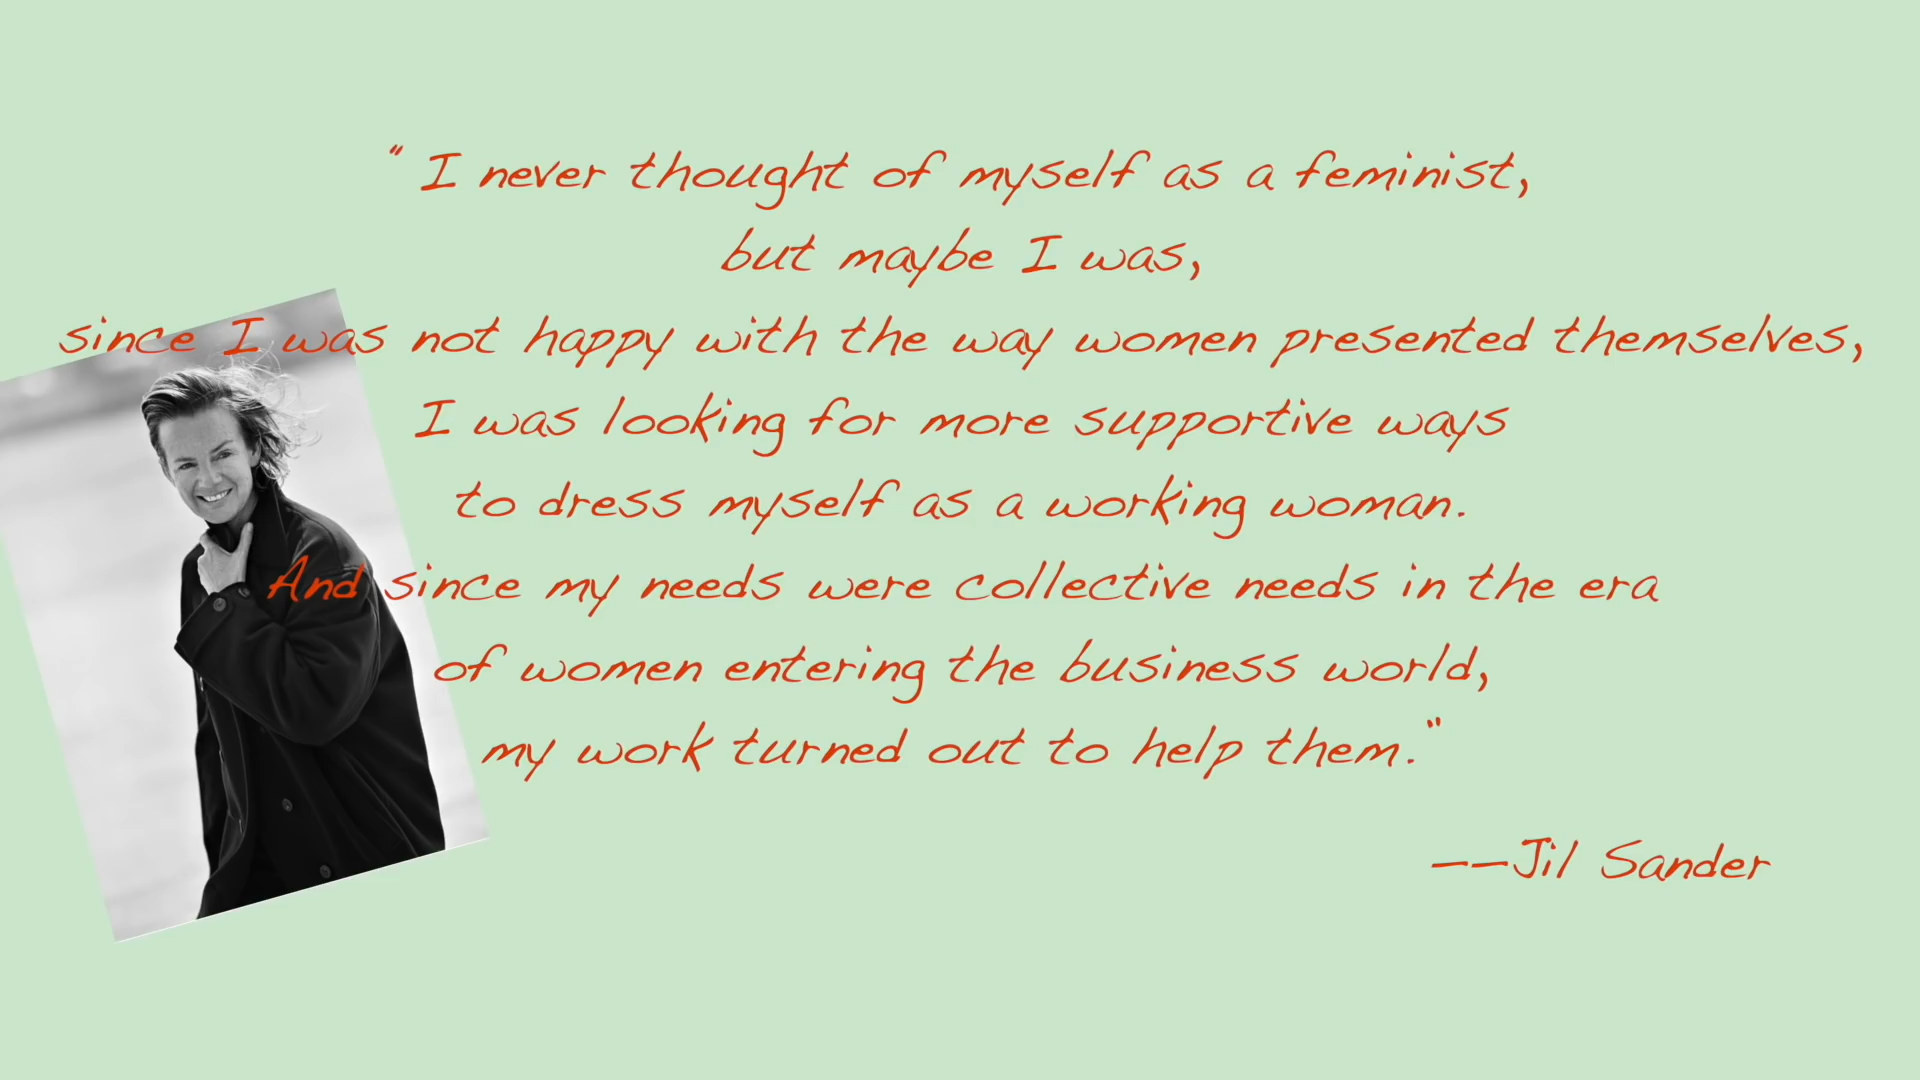 "I never thought of myself as a feminist,
but maybe I was,
since I was not happy with the way women presented themselves,
I was looking for more supportive ways
to dress myself as a working woman.
And since my needs were collective needs in the era
of women entering the business world,
my work turned out to help them."
--Jil Sander